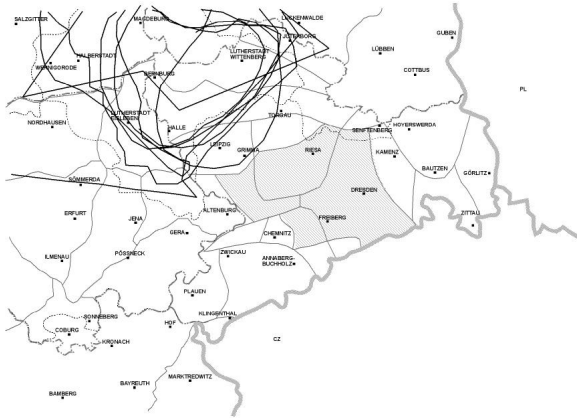 SALZGITTER
MAGDEBURG
LUCKENWALDE
GUBEN
JÜTERBOG
LÜBBEN
HALBERSTADT
LUTHERSTADT
WITTENBERG
WERNIGORODE
BERNBURG
COTTBUS
PL
LUTHERSTADT
EISLEBEN
TORGAU
NORDHAUSEN
HALLE
SENFTENBERG
HOYERSWERDA
LEIPZIG
GRIMMA
RIESA
KAMENZ
BAUTZEN
GÖRLITZ
SÖMMERDA
DRESDEN
ERFURT
JENA
ALTENBURG
FREIBERG
ZITTAU
GERA
CHEMNITZ
ILMENAU
PÖSSNECK
ZWICKAU
ANNABERG-
BUCHHOLZ
PLAUEN
SONNEBERG
KLINGENTHAL
COBURG
HOF
KRONACH
CZ
BAYREUTH
MARKTREDWITZ
BAMBERG